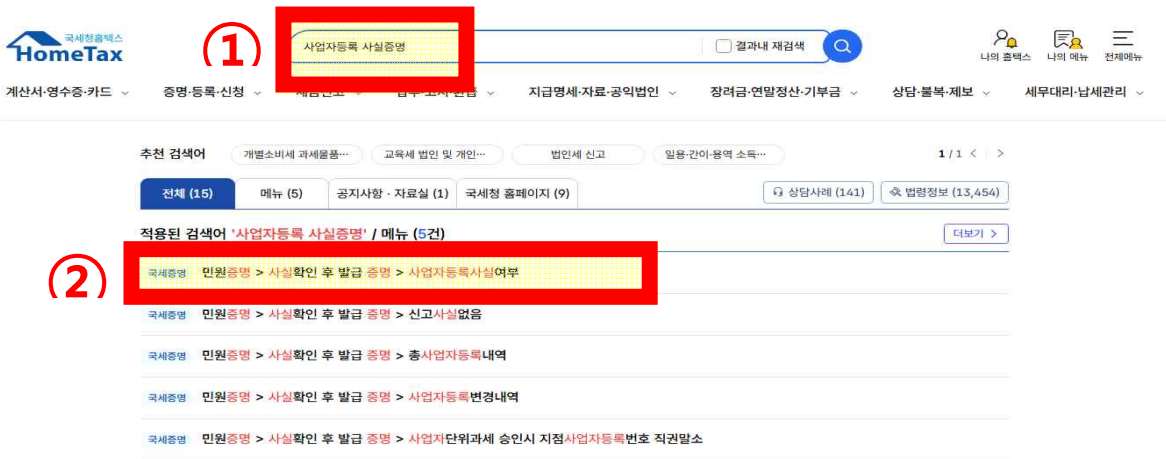 국세청홈택스
HomeTax
① 사업자등록 사실증명 결과내 재검색
나의 홈택스 나의 메뉴 전체메뉴
계산서·영수증·카드 증명·등록·신청 지급명세·자료·공익법인 장려금·연말정산·기부금 상담·불복·제보 세무대리·납세관리
추천 검색어 개별소비세 과세물품… 교육세 법인 및 개인… 법인세 신고 일용·간이·용역 소득… 1 / 1 < >
전체 (15) 메뉴 (5) 공지사항 · 자료실 (1) 국세청 홈페이지 (9) 상담사례 (141) 법령정보 (13,454)
적용된 검색어 '사업자등록 사실증명' / 메뉴 (5건) 더보기 >
② 국세증명 민원증명 > 사실확인 후 발급 증명 > 사업자등록사실여부
국세증명 민원증명 > 사실확인 후 발급 증명 > 신고사실없음
국세증명 민원증명 > 사실확인 후 발급 증명 > 총사업자등록내역
국세증명 민원증명 > 사실확인 후 발급 증명 > 사업자등록변경내역
국세증명 민원증명 > 사실확인 후 발급 증명 > 사업자단위과세 승인시 지점사업자등록번호 직권말소